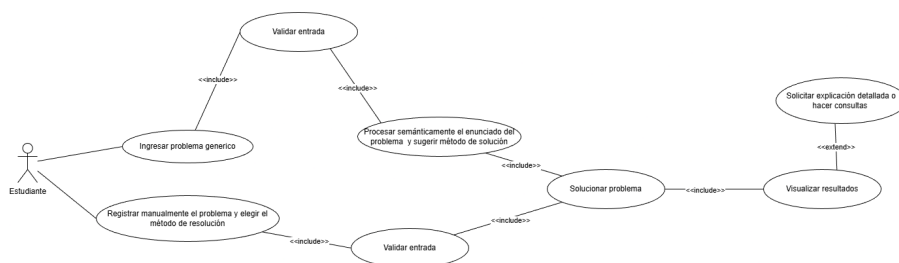 Validar entrada
<<include>>
<<include>>
Solicitar explicación detallada o
hacer consultas
Ingresar problema generico
Procesar semánticamente el enunciado del
problema y sugerir método de solución
<<extend>>
Estudiante
<<include>>
Solucionar problema
<<include>>
Visualizar resultados
Registrar manualmente el problema y elegir el
método de resolución
<<include>>
<<include>>
Validar entrada